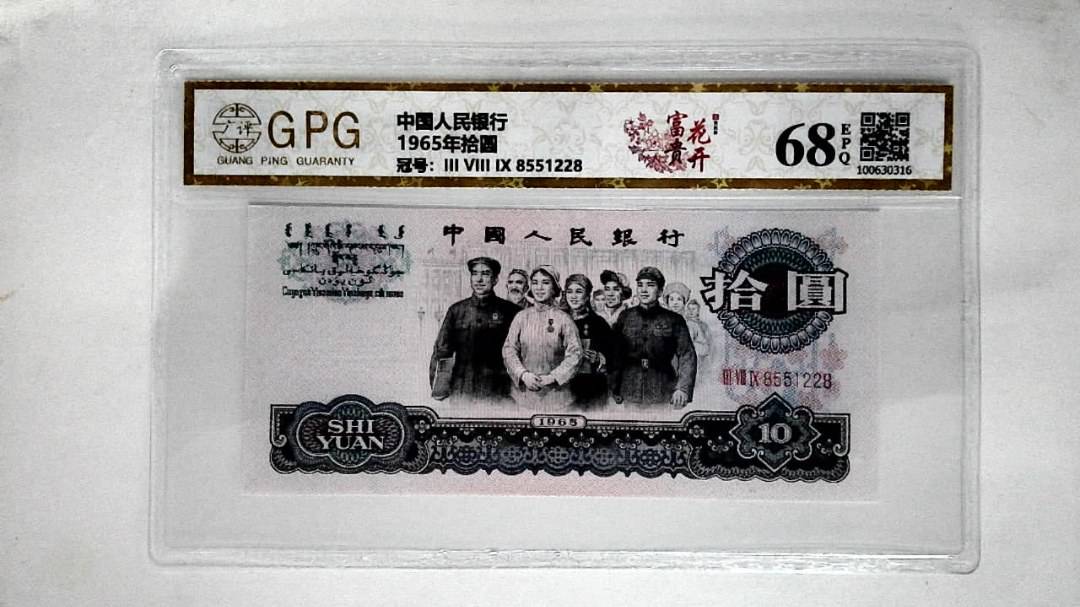 GPG
GUANG PING GUARANTY
中国人民银行
1965年拾圆
冠号: III VIII IX 8551228
富贵
花开
68
EPQ
100630316
中國人民銀行
拾圓
III VIII IX 8551228
SHI
YUAN
1965
10